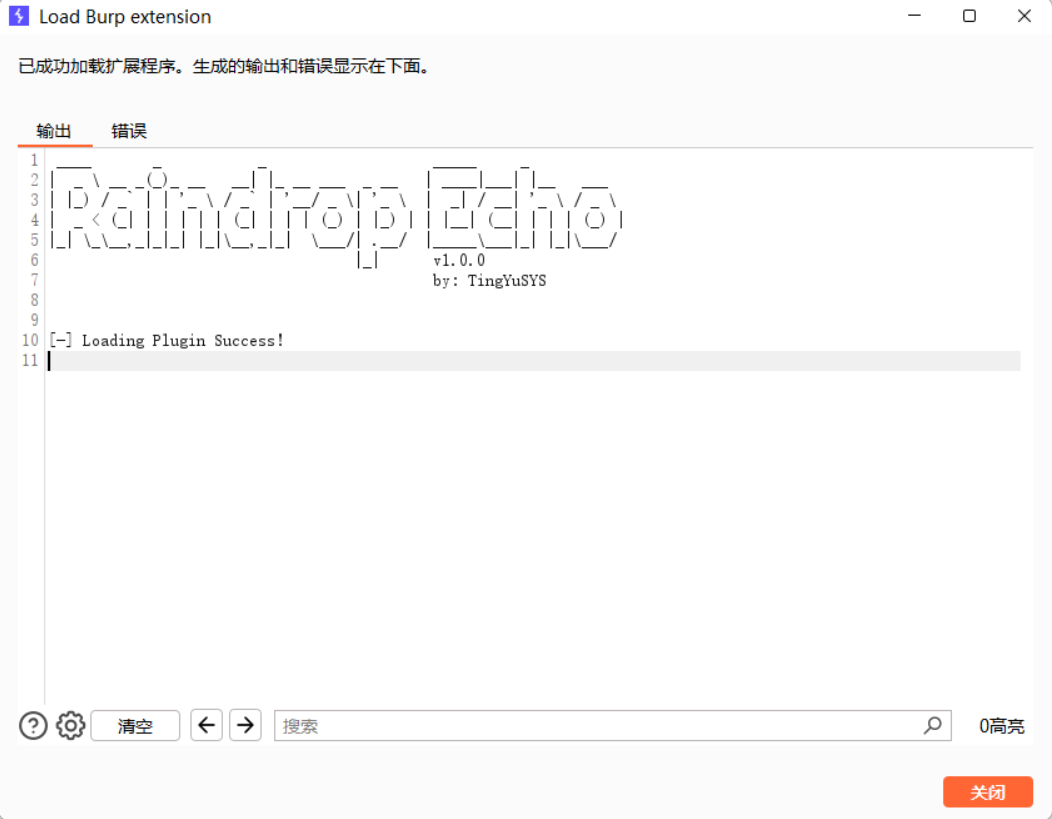 Load Burp extension
已成功加载扩展程序。生成的输出和错误显示在下面。
输出 错误
1
2
3
4
5
6
7
8
9
10
11
Raindrop Echo
v1.0.0
by: TingYuSYS
[-] Loading Plugin Success!
清空
搜索
0高亮
关闭